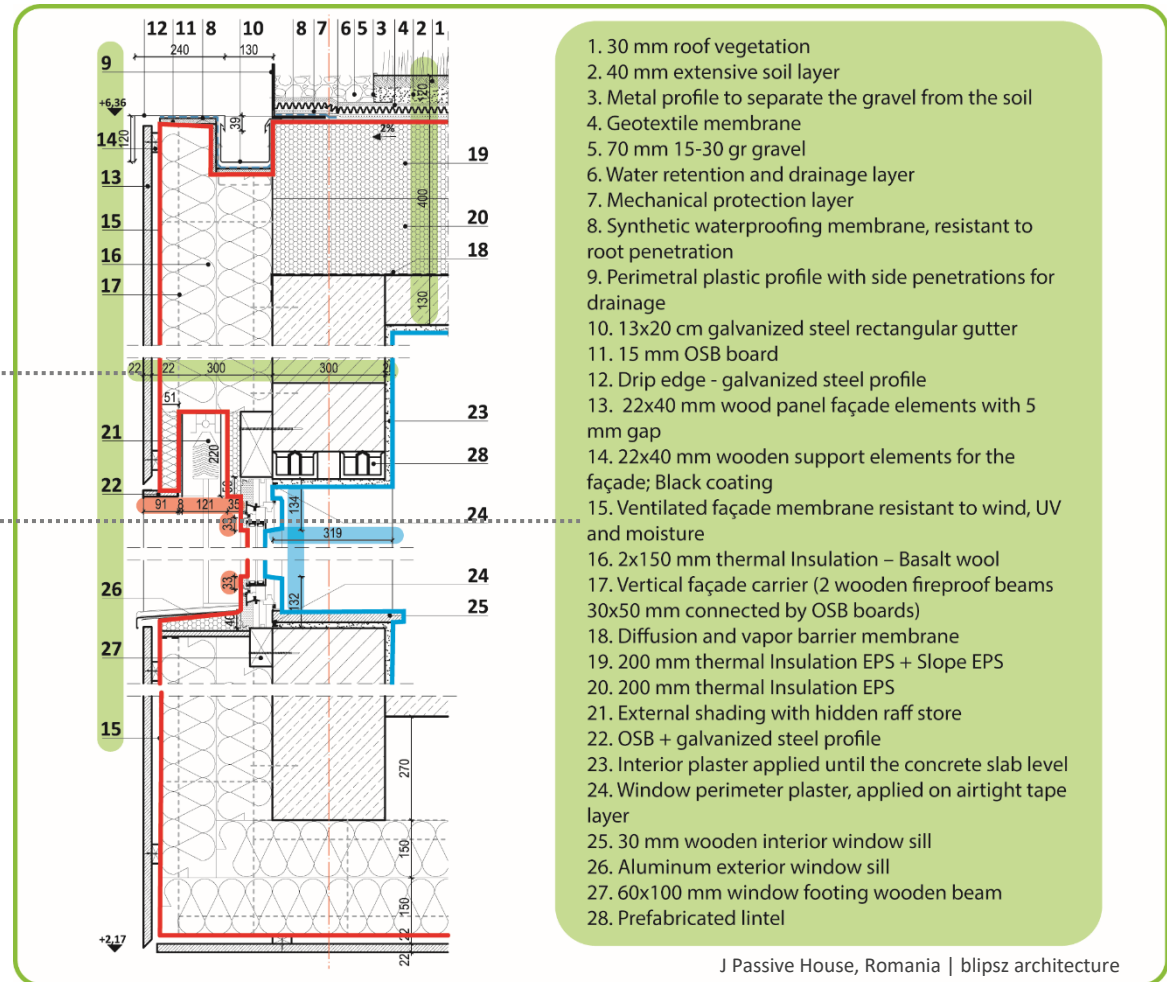 12 11 8 10 8 7 6 5 3 4 2 1
240 130
9
+6,36
120
39
120
2%
14
19
13
400
20
15
18
16
17
130
22 22 300 300
51
23
21
220
28
22
91 8 121 35
134
33
319
24
33
24
26
132
25
40
27
15
270
150
150
22
22
+2,17
1. 30 mm roof vegetation
2. 40 mm extensive soil layer
3. Metal profile to separate the gravel from the soil
4. Geotextile membrane
5. 70 mm 15-30 gr gravel
6. Water retention and drainage layer
7. Mechanical protection layer
8. Synthetic waterproofing membrane, resistant to
root penetration
9. Perimetral plastic profile with side penetrations for
drainage
10. 13x20 cm galvanized steel rectangular gutter
11. 15 mm OSB board
12. Drip edge - galvanized steel profile
13. 22x40 mm wood panel façade elements with 5
mm gap
14. 22x40 mm wooden support elements for the
façade; Black coating
15. Ventilated façade membrane resistant to wind, UV
and moisture
16. 2x150 mm thermal Insulation – Basalt wool
17. Vertical façade carrier (2 wooden fireproof beams
30x50 mm connected by OSB boards)
18. Diffusion and vapor barrier membrane
19. 200 mm thermal Insulation EPS + Slope EPS
20. 200 mm thermal Insulation EPS
21. External shading with hidden raff store
22. OSB + galvanized steel profile
23. Interior plaster applied until the concrete slab level
24. Window perimeter plaster, applied on airtight tape
layer
25. 30 mm wooden interior window sill
26. Aluminum exterior window sill
27. 60x100 mm window footing wooden beam
28. Prefabricated lintel
J Passive House, Romania | blipsz architecture